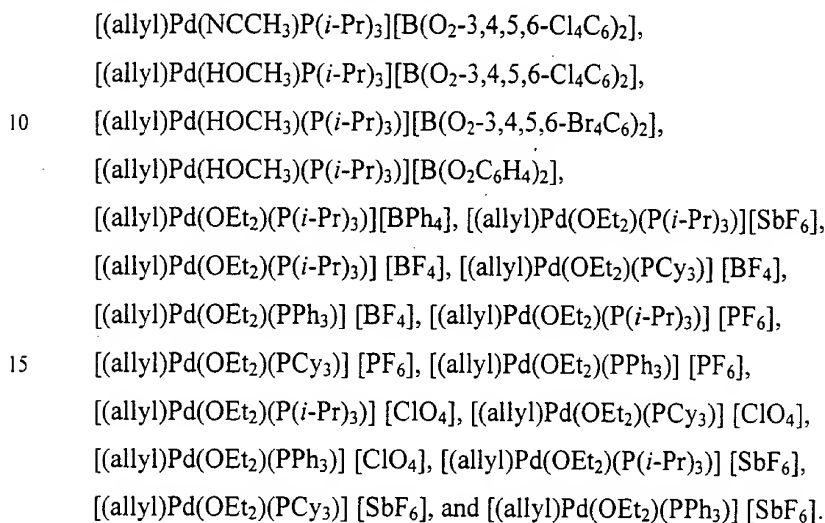 [(allyl)Pd(NCCH₃)P(i-Pr)₃][B(O₂-3,4,5,6-Cl₄C₆)₂],
[(allyl)Pd(HOCH₃)P(i-Pr)₃][B(O₂-3,4,5,6-Cl₄C₆)₂],
10 [(allyl)Pd(HOCH₃)(P(i-Pr)₃)][B(O₂-3,4,5,6-Br₄C₆)₂],
[(allyl)Pd(HOCH₃)(P(i-Pr)₃)][B(O₂C₆H₄)₂],
[(allyl)Pd(OEt₂)(P(i-Pr)₃)][BPh₄], [(allyl)Pd(OEt₂)(P(i-Pr)₃)][SbF₆],
[(allyl)Pd(OEt₂)(P(i-Pr)₃)] [BF₄], [(allyl)Pd(OEt₂)(PCy₃)] [BF₄],
[(allyl)Pd(OEt₂)(PPh₃)] [BF₄], [(allyl)Pd(OEt₂)(P(i-Pr)₃)] [PF₆],
15 [(allyl)Pd(OEt₂)(PCy₃)] [PF₆], [(allyl)Pd(OEt₂)(PPh₃)] [PF₆],
[(allyl)Pd(OEt₂)(P(i-Pr)₃)] [ClO₄], [(allyl)Pd(OEt₂)(PCy₃)] [ClO₄],
[(allyl)Pd(OEt₂)(PPh₃)] [ClO₄], [(allyl)Pd(OEt₂)(P(i-Pr)₃)] [SbF₆],
[(allyl)Pd(OEt₂)(PCy₃)] [SbF₆], and [(allyl)Pd(OEt₂)(PPh₃)] [SbF₆].